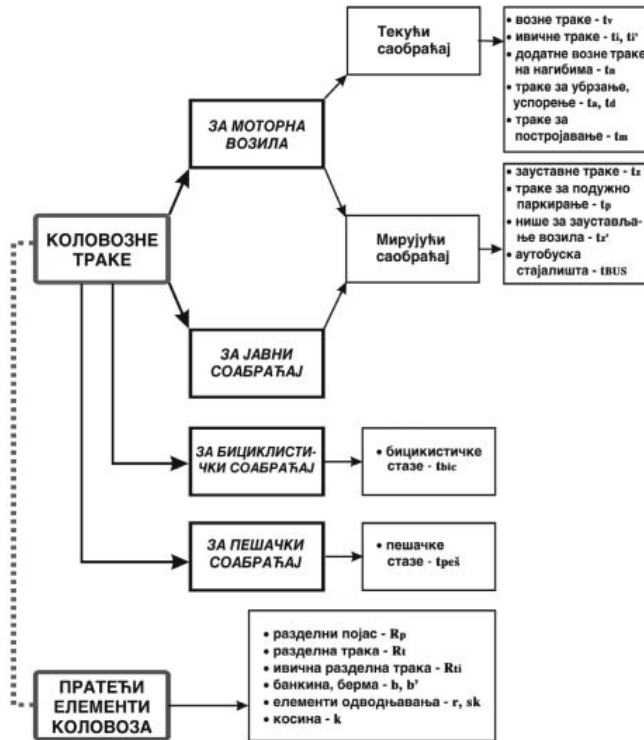 Текући
саобраћај
• возне траке - tv
• ивичне траке - ti, ti'
• додатне возне траке
на нагибима - tn
• траке за убрзање,
успорење - ta, td
• траке за
постројавање - tm
ЗА МОТОРНА
ВОЗИЛА
• зауставне траке - tz
• траке за подужно
паркирање - tp
• нише за зауставља-
ње возила - tz'
• аутобуска
стајалишта - tBUS
КОЛОВОЗНЕ
ТРАКЕ
Мирујући
саобраћај
ЗА ЈАВНИ
СОАБРАЋАЈ
ЗА БИЦИКЛИСТИ-
ЧКИ СОАБРАЋАЈ
• бицикистичке
стазе - tbic
ЗА ПЕШАЧКИ
СОАБРАЋАЈ
• пешачке
стазе - tpeš
ПРАТЕЋИ
ЕЛЕМЕНТИ
КОЛОВОЗА
• разделни појас - Rp
• разделна трака - Rt
• ивична разделна трака - Rti
• банкина, берма - b, b'
• елементи одводњавања - r, sk
• косина - k